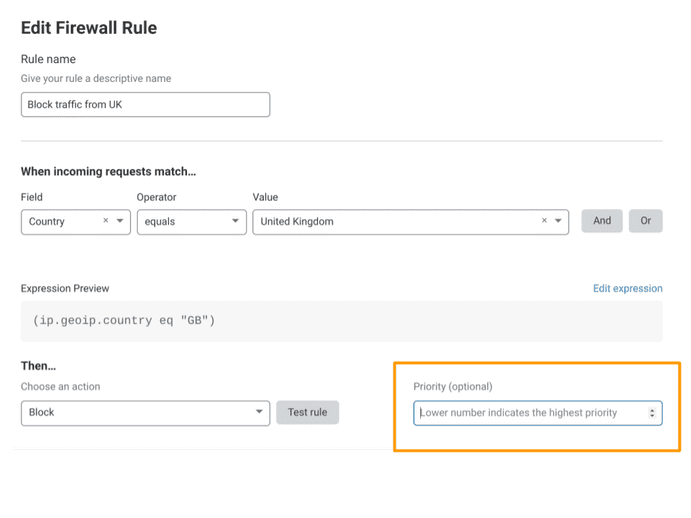 Edit Firewall Rule
Rule name
Give your rule a descriptive name
Block traffic from UK
When incoming requests match...
Field Operator Value
Country × equals United Kingdom × And Or
Expression Preview Edit expression
(ip.geoip.country eq "GB")
Then...
Choose an action Priority (optional)
Block Test rule Lower number indicates the highest priority